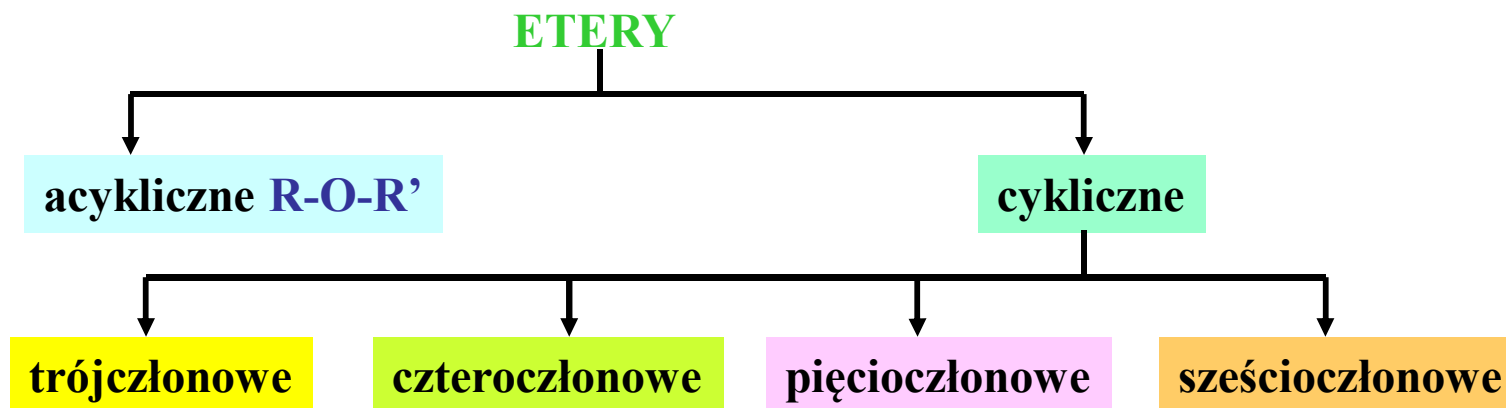 ETERY
acykliczne R-O-R’
cykliczne
trójczłonowe
czteroczłonowe
pięcioczłonowe
sześcioczłonowe